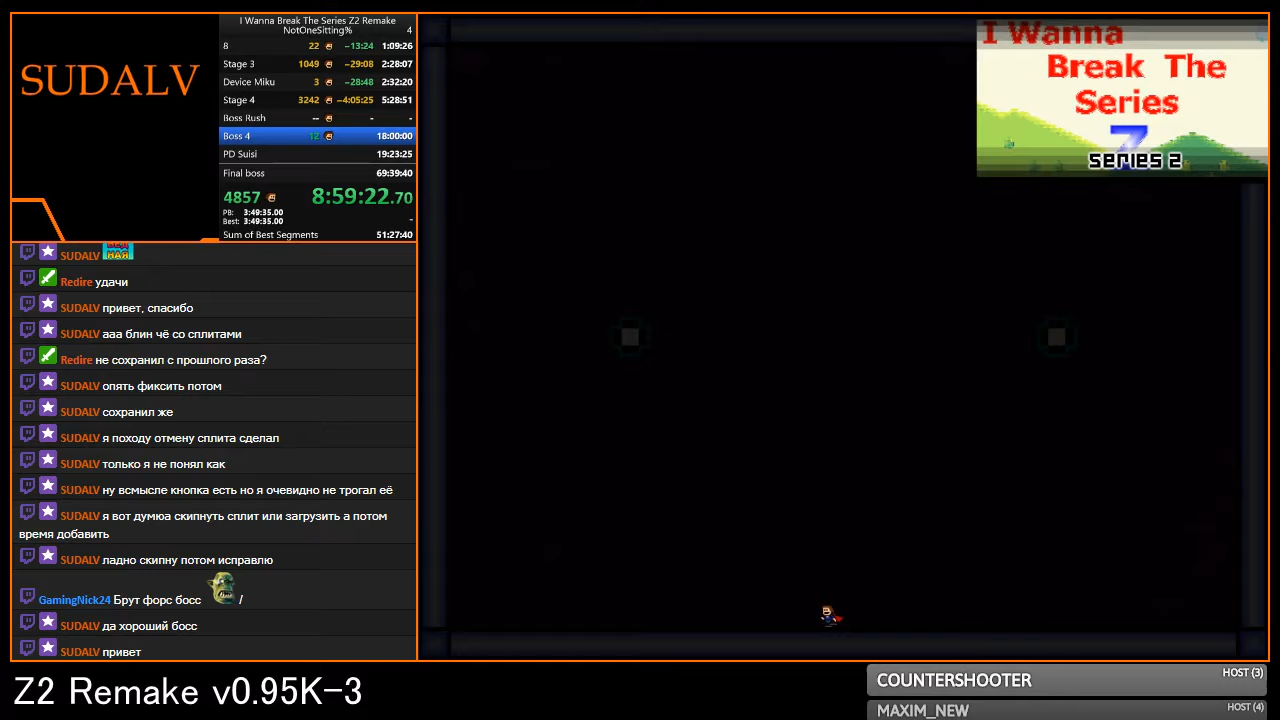 SUDALV
I Wanna Break The Series Z2 Remake
NotOneSitting% 4
8 22 −13:24 1:09:26
Stage 3 1049 −29:08 2:28:07
Device Miku 3 −28:48 2:32:20
Stage 4 3242 −4:05:25 5:28:51
Boss Rush -- - -
Boss 4 12 18:00:00
PD Suisi 19:23:25
Final boss 69:39:40
4857 8:59:22.70
PB: 3:49:35.00
Best: 3:49:35.00 -
Sum of Best Segments 51:27:40
SUDALV
Redire удачи
SUDALV привет, спасибо
SUDALV ааа блин чё со сплитами
Redire не сохранил с прошлого раза?
SUDALV опять фиксить потом
SUDALV сохранил же
SUDALV я походу отмену сплита сделал
SUDALV только я не понял как
SUDALV ну всмысле кнопка есть но я очевидно не трогал её
SUDALV я вот думюа скипнуть сплит или загрузить а потом
время добавить
SUDALV ладно скипну потом исправлю
GamingNick24 Брут форс босс /
SUDALV да хороший босс
SUDALV привет
I Wanna
Break The
Series
Z
SERIES 2
Z2 Remake v0.95K-3
COUNTERSHOOTER HOST (3)
MAXIM_NEW HOST (4)